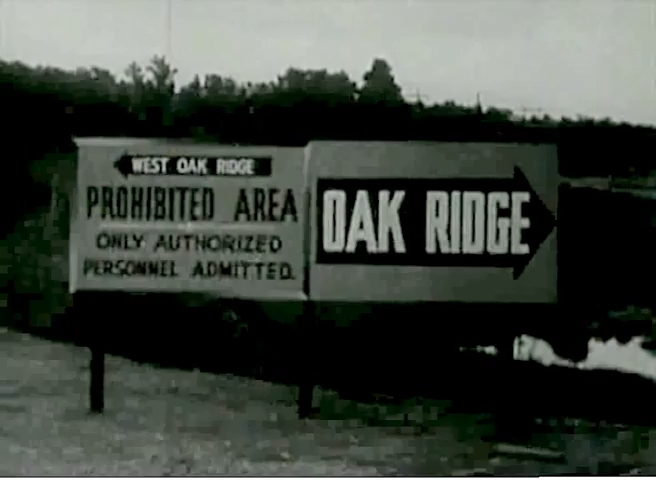 WEST OAK RIDGE
PROHIBITED AREA
ONLY AUTHORIZED
PERSONNEL ADMITTED.
OAK RIDGE